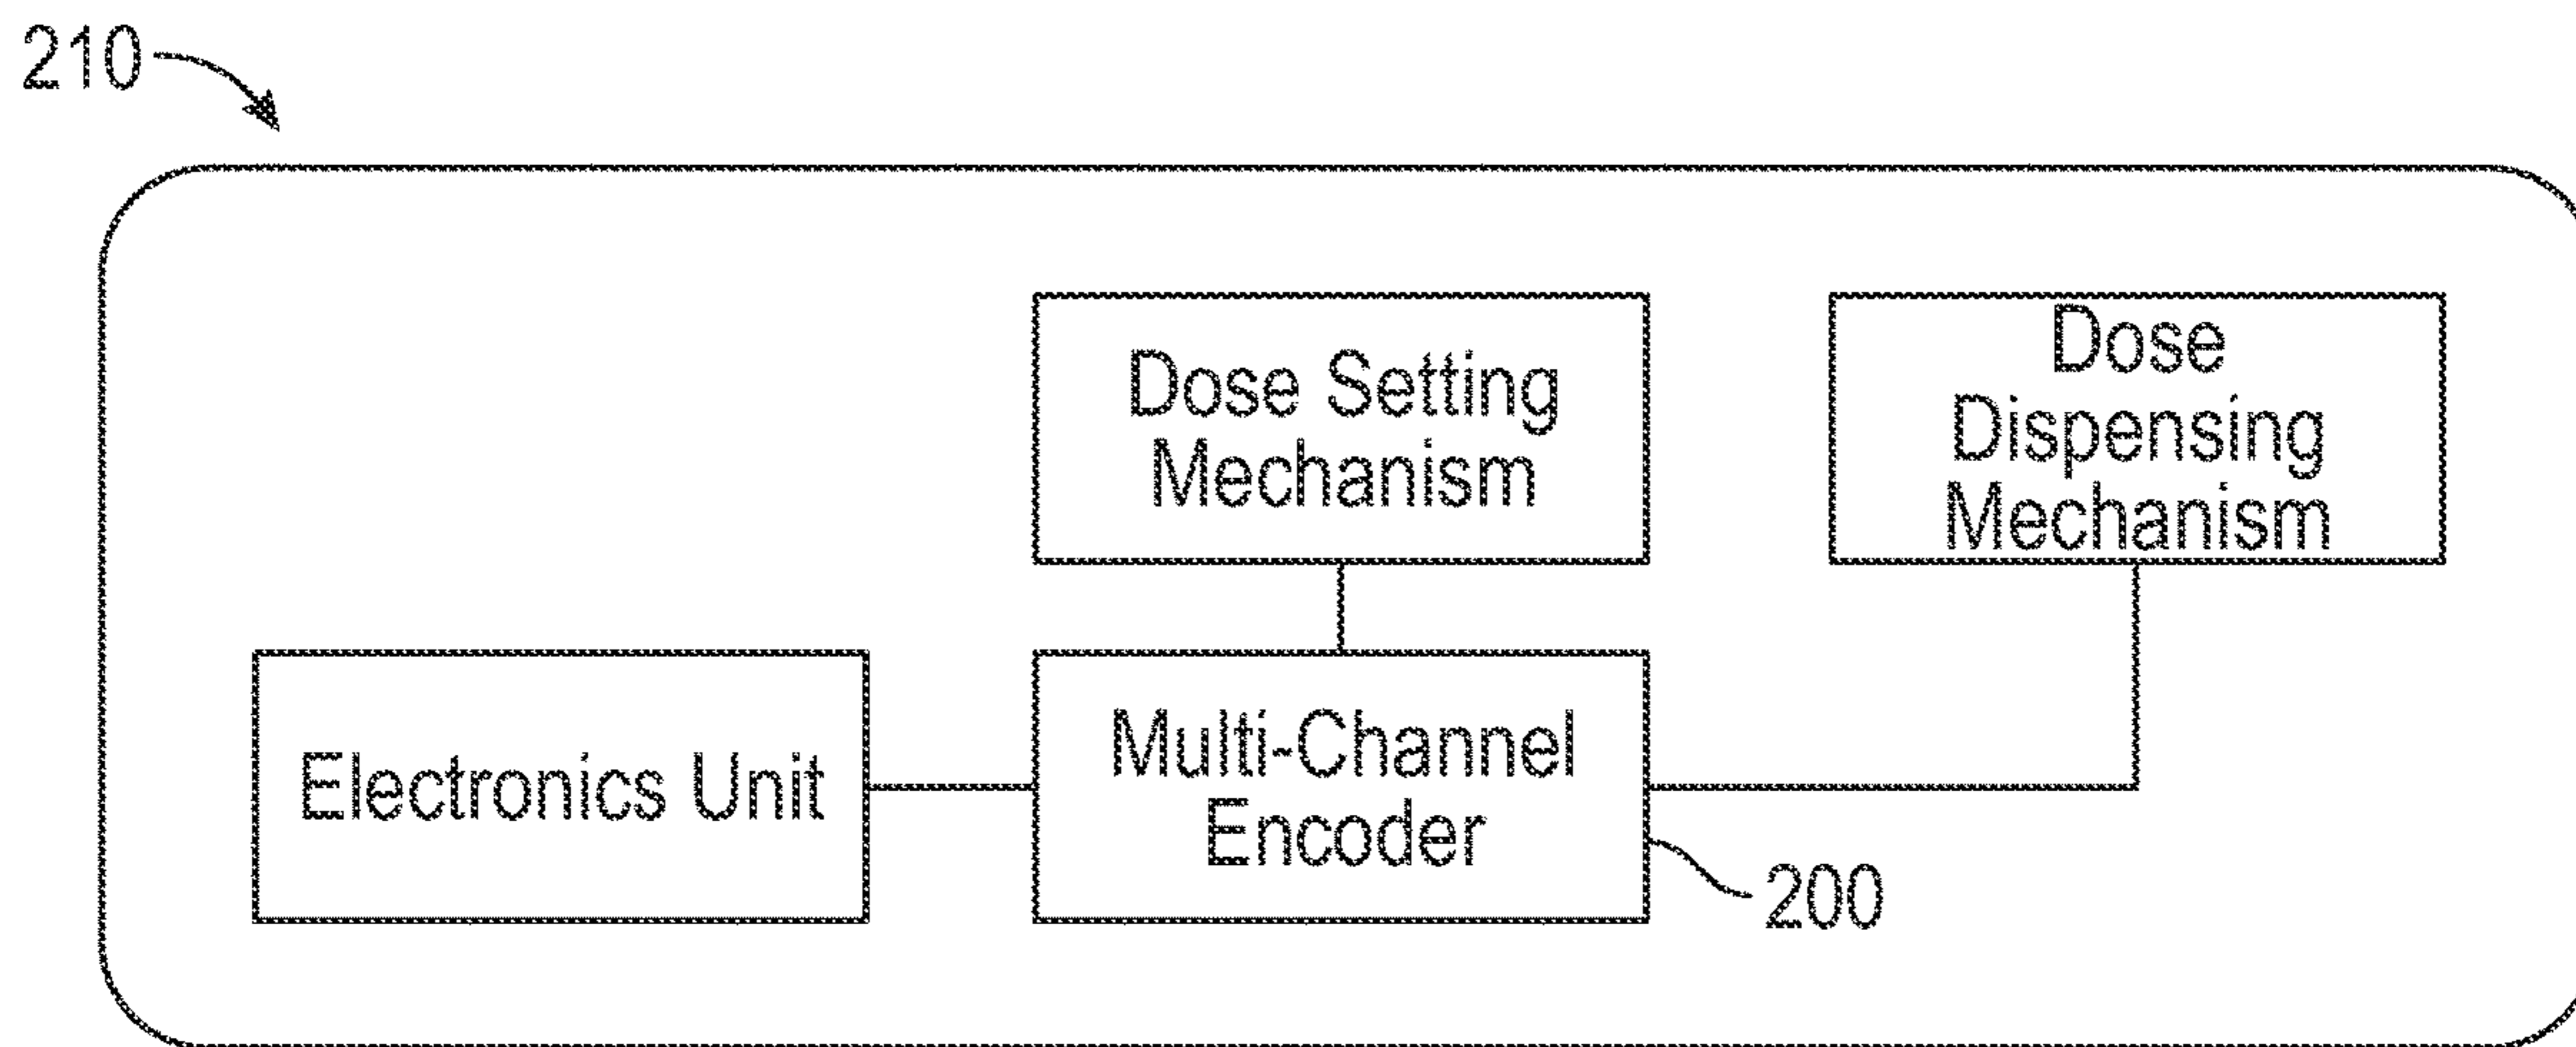 210
Dose Setting
Mechanism
Dose
Dispensing
Mechanism
Electronics Unit
Multi-Channel
Encoder
200